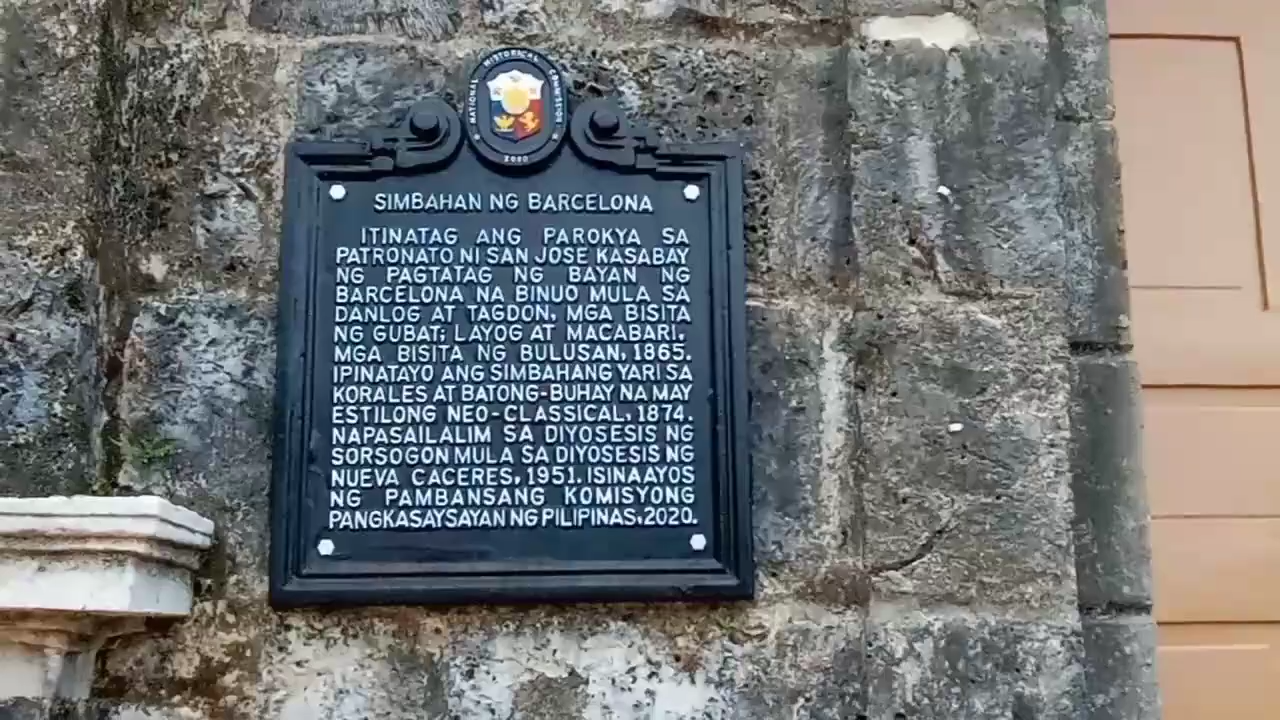 NATIONAL HISTORICAL COMMISSION
2020
SIMBAHAN NG BARCELONA
ITINATAG ANG PAROKYA SA
PATRONATO NI SAN JOSE KASABAY
NG PAGTATAG NG BAYAN NG
BARCELONA NA BINUO MULA SA
DANLOG AT TAGDON, MGA BISITA
NG GUBAT; LAYOG AT MACABARI,
MGA BISITA NG BULUSAN, 1865.
IPINATAYO ANG SIMBAHANG YARI SA
KORALES AT BATONG-BUHAY NA MAY
ESTILONG NEO-CLASSICAL, 1874.
NAPASAILALIM SA DIYOSESIS NG
SORSOGON MULA SA DIYOSESIS NG
NUEVA CACERES, 1951. ISINAAYOS
NG PAMBANSANG KOMISYONG
PANGKASAYSAYAN NG PILIPINAS, 2020.